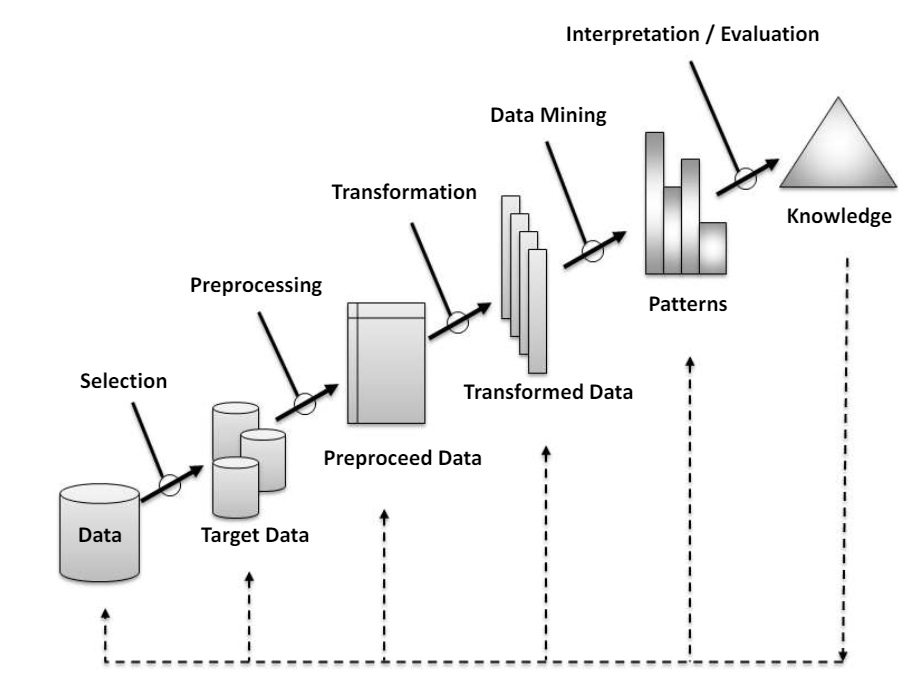 Interpretation / Evaluation
Data Mining
Transformation
Knowledge
Preprocessing
Patterns
Selection
Transformed Data
Preproceed Data
Data
Target Data